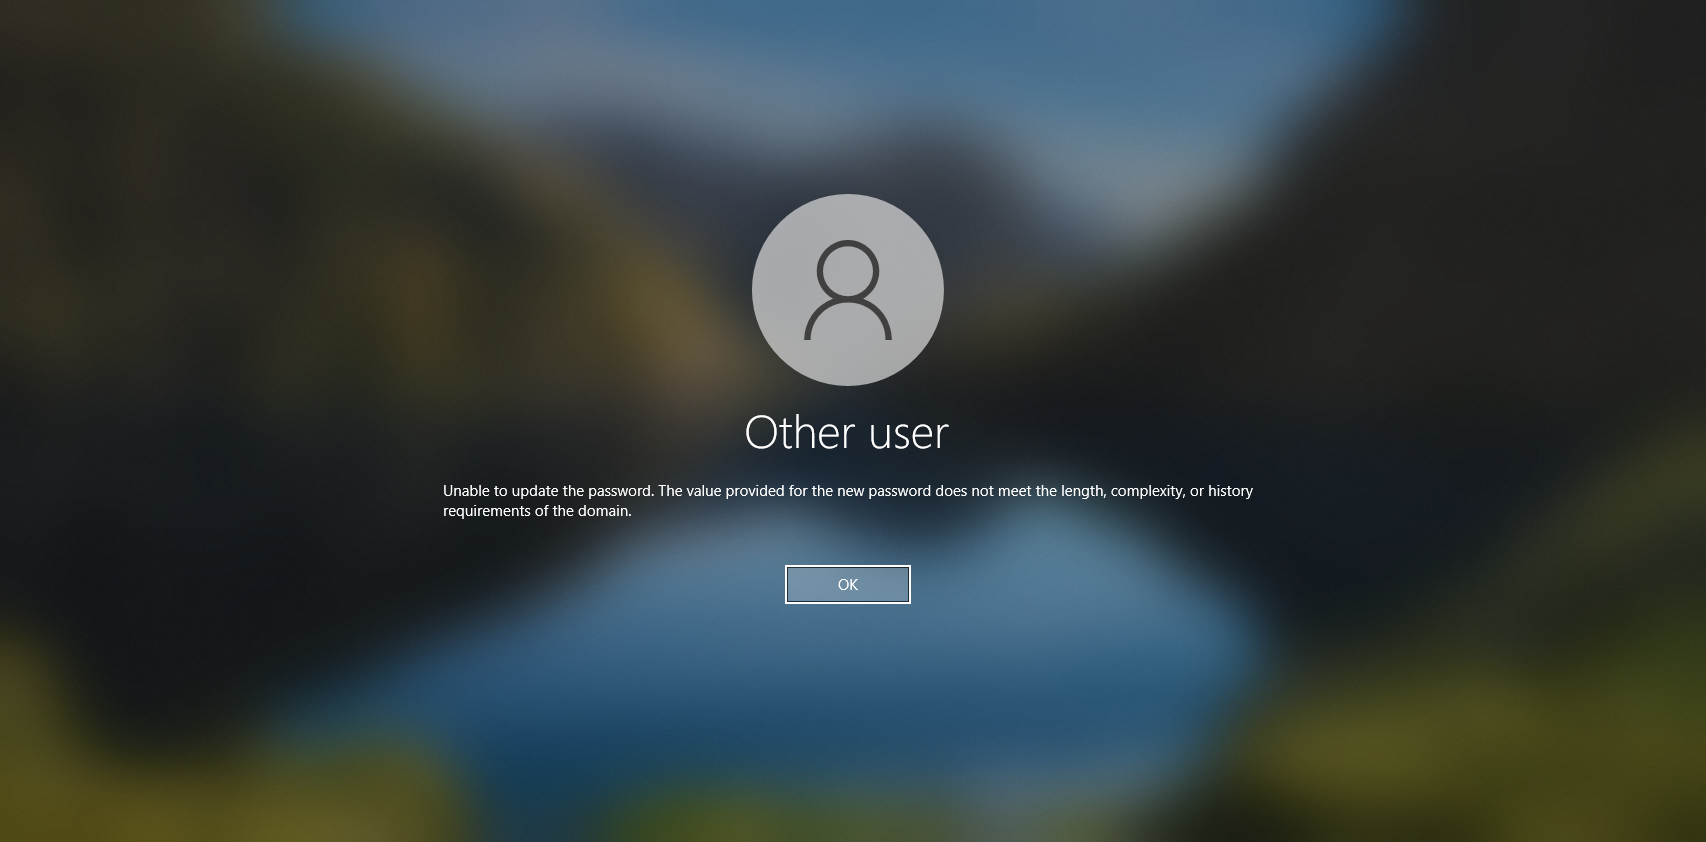 Other user
Unable to update the password. The value provided for the new password does not meet the length, complexity, or history
requirements of the domain.
OK